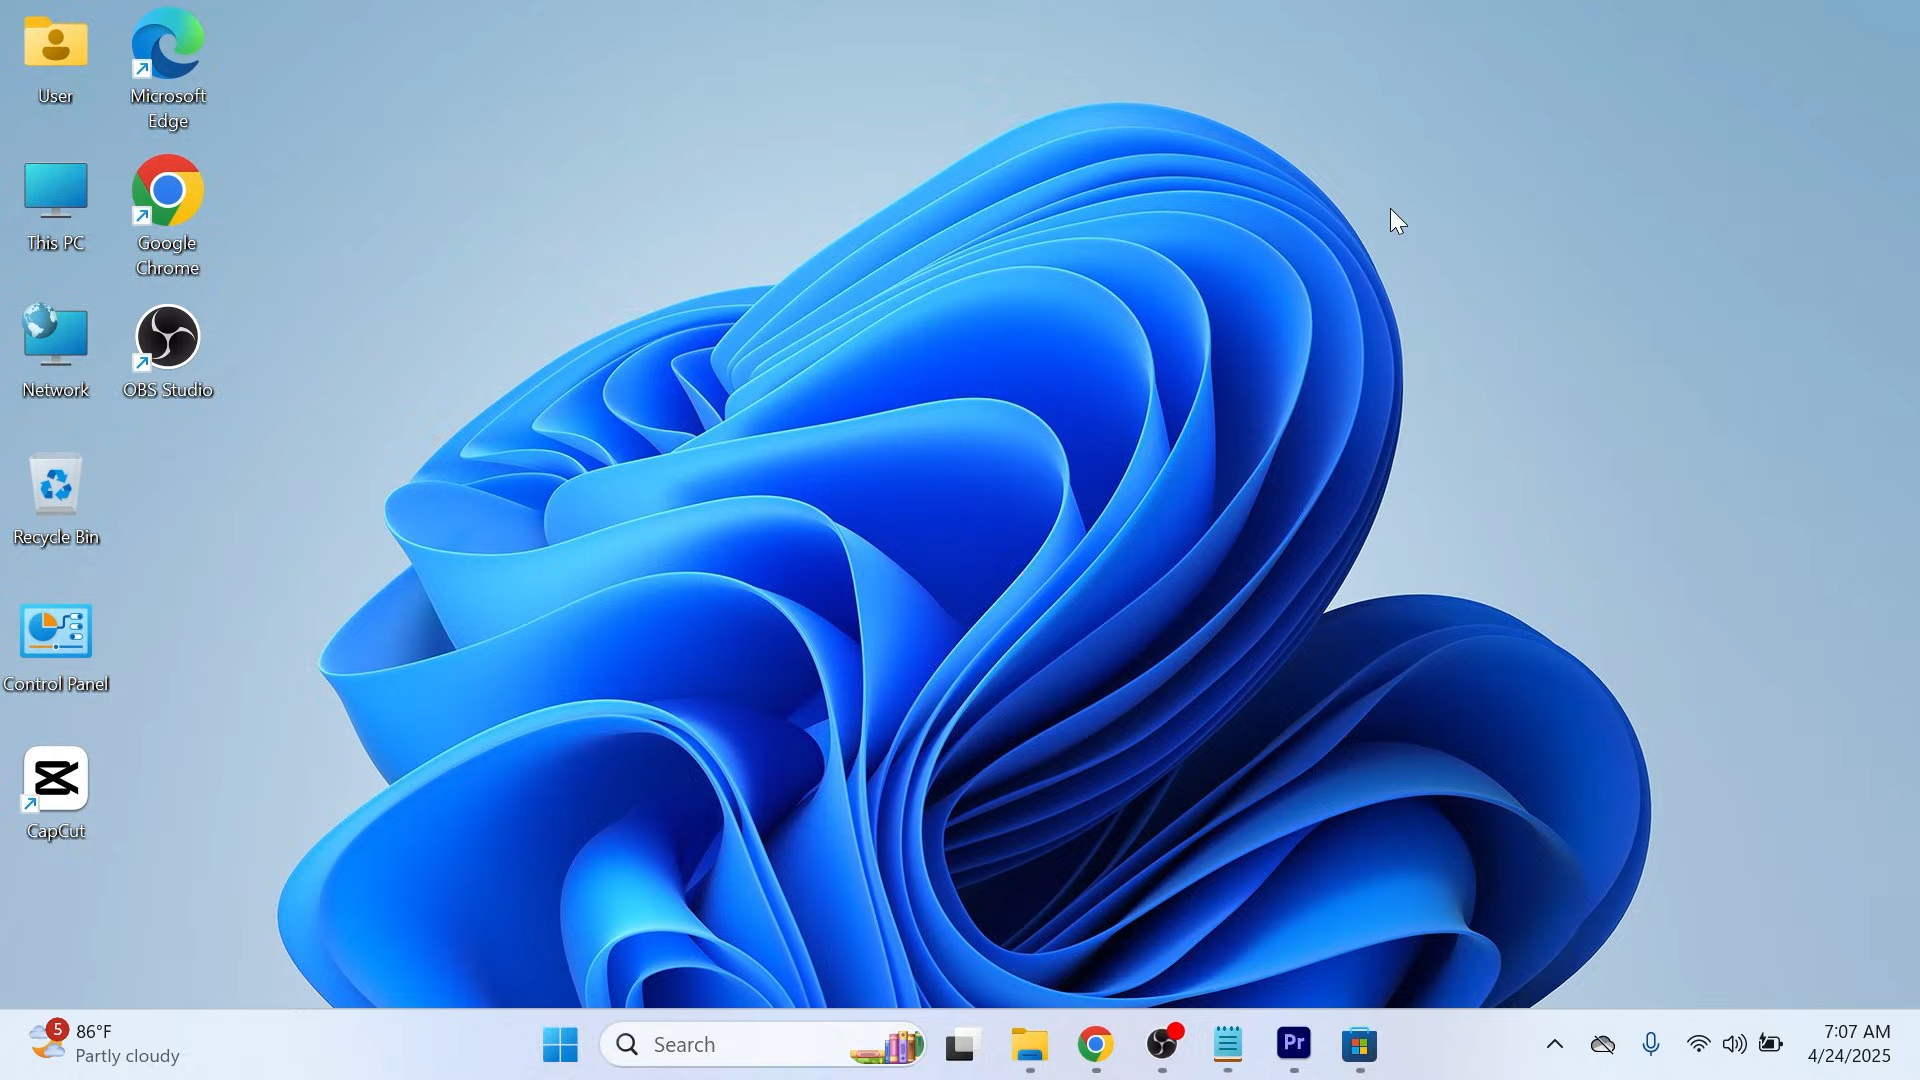 User
Microsoft
Edge
This PC
Google
Chrome
Network
OBS Studio
Recycle Bin
Control Panel
CapCut
5
86°F
Partly cloudy
Search
Pr
7:07 AM
4/24/2025